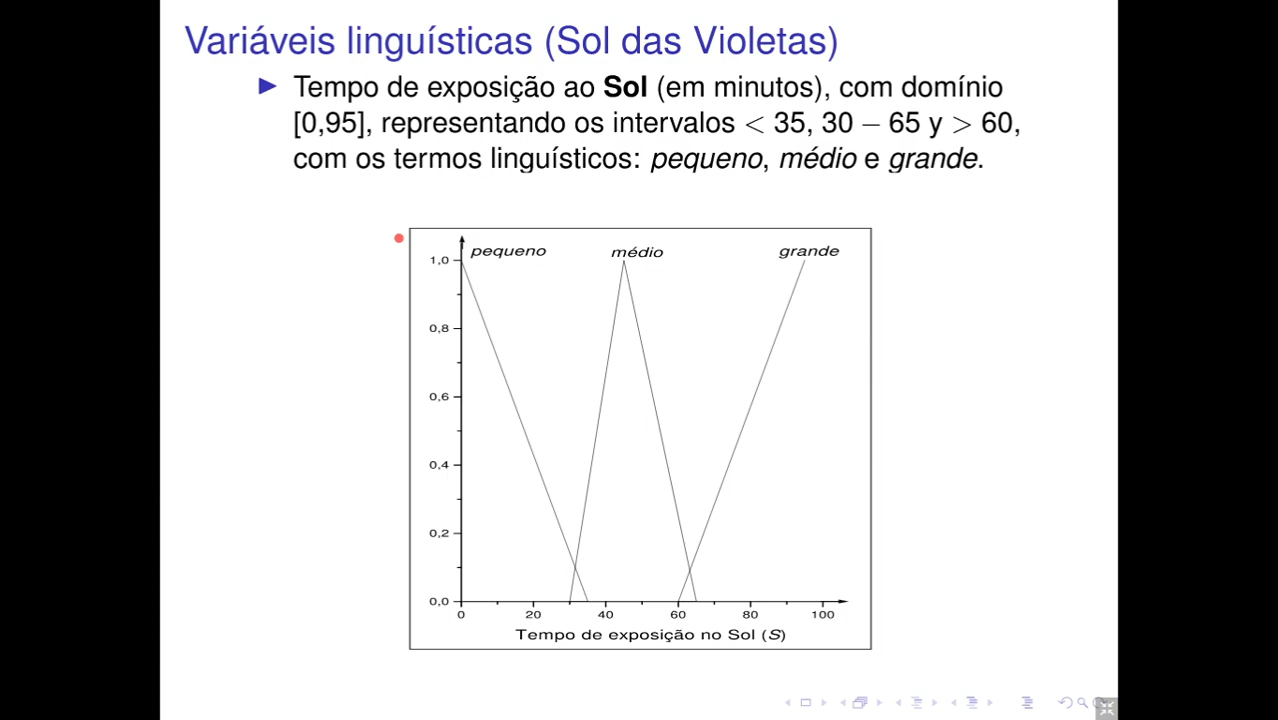 Variáveis linguísticas (Sol das Violetas)
Tempo de exposição ao Sol (em minutos), com domínio
[0,95], representando os intervalos < 35, 30 − 65 y > 60,
com os termos linguísticos: pequeno, médio e grande.
pequeno médio grande
1,0
0,8
0,6
0,4
0,2
0,0
0 20 40 60 80 100
Tempo de exposição no Sol (S)